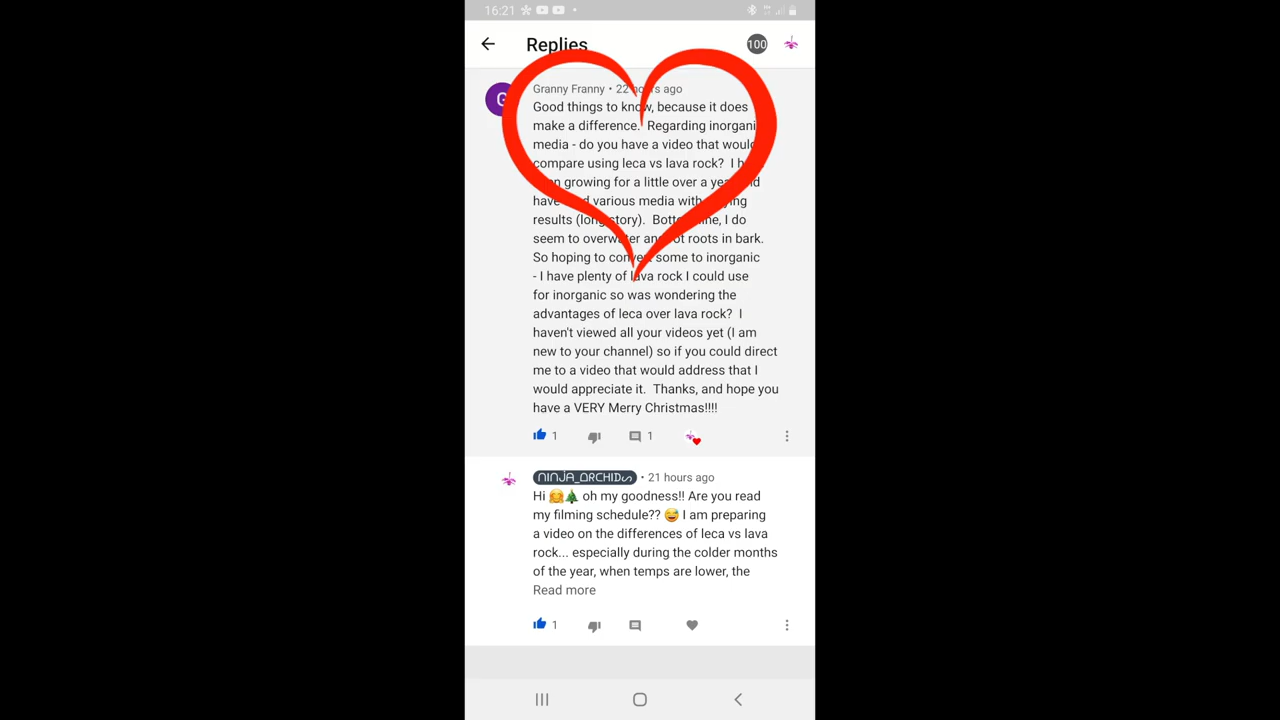 16:21
Replies
100
G
Granny Franny • 22 hours ago
Good things to know, because it does
make a difference. Regarding inorgani
media - do you have a video that would
compare using leca vs lava rock? I
growing for a little over a
have various media with
results (long story). I do
seem to overwater and roots in bark.
So hoping to convert some to inorganic
- I have plenty of lava rock I could use
for inorganic so was wondering the
advantages of leca over lava rock? I
haven't viewed all your videos yet (I am
new to your channel) so if you could direct
me to a video that would address that I
would appreciate it. Thanks, and hope you
have a VERY Merry Christmas!!!!
1
1
NINJA_ORCHIDS • 21 hours ago
Hi 🤗🎄 oh my goodness!! Are you read
my filming schedule?? 😅 I am preparing
a video on the differences of leca vs lava
rock... especially during the colder months
of the year, when temps are lower, the
Read more
1